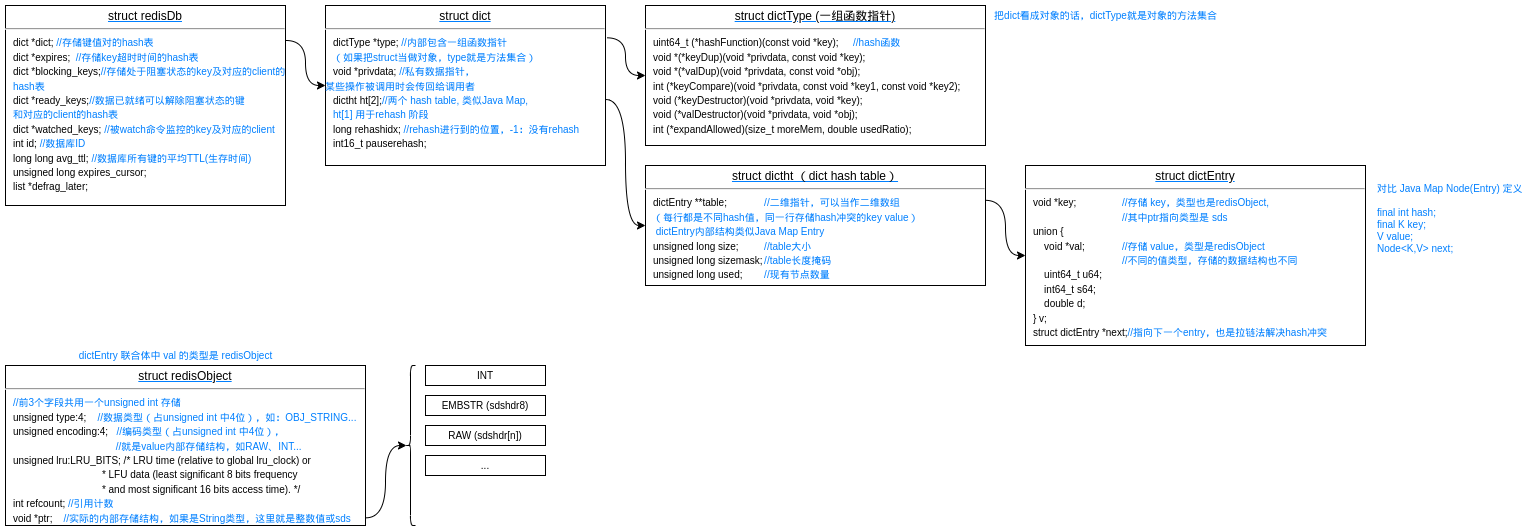 struct redisDb
dict *dict; //存储键值对的hash表
dict *expires;  //存储key超时时间的hash表
dict *blocking_keys;//存储处于阻塞状态的key及对应的client的
hash表
dict *ready_keys;//数据已就绪可以解除阻塞状态的键
和对应的client的hash表
dict *watched_keys; //被watch命令监控的key及对应的client
int id; //数据库ID
long long avg_ttl; //数据库所有键的平均TTL(生存时间)
unsigned long expires_cursor;
list *defrag_later;
struct dict
dictType *type; //内部包含一组函数指针
（如果把struct当做对象，type就是方法集合）
void *privdata; //私有数据指针，
某些操作被调用时会传回给调用者
dictht ht[2];//两个 hash table, 类似Java Map,
ht[1] 用于rehash 阶段
long rehashidx; //rehash进行到的位置，-1：没有rehash
int16_t pauserehash;
struct dictType (一组函数指针)
uint64_t (*hashFunction)(const void *key);     //hash函数
void *(*keyDup)(void *privdata, const void *key);
void *(*valDup)(void *privdata, const void *obj);
int (*keyCompare)(void *privdata, const void *key1, const void *key2);
void (*keyDestructor)(void *privdata, void *key);
void (*valDestructor)(void *privdata, void *obj);
int (*expandAllowed)(size_t moreMem, double usedRatio);
把dict看成对象的话，dictType就是对象的方法集合
struct dictht （dict hash table）
dictEntry **table;     //二维指针，可以当作二维数组
（每行都是不同hash值，同一行存储hash冲突的key value）
dictEntry内部结构类似Java Map Entry
unsigned long size;     //table大小
unsigned long sizemask;//table长度掩码
unsigned long used;     //现有节点数量
struct dictEntry
void *key;     //存储 key，类型也是redisObject,
//其中ptr指向类型是 sds
union {
void *val;     //存储 value，类型是redisObject
//不同的值类型，存储的数据结构也不同
uint64_t u64;
int64_t s64;
double d;
} v;
struct dictEntry *next;//指向下一个entry，也是拉链法解决hash冲突
对比 Java Map Node(Entry) 定义
final int hash;
final K key;
V value;
Node<K,V> next;
dictEntry 联合体中 val 的类型是 redisObject
struct redisObject
//前3个字段共用一个unsigned int 存储
unsigned type:4;    //数据类型（占unsigned int 中4位），如：OBJ_STRING...
unsigned encoding:4;   //编码类型（占unsigned int 中4位），
//就是value内部存储结构，如RAW、INT...
unsigned lru:LRU_BITS; /* LRU time (relative to global lru_clock) or
* LFU data (least significant 8 bits frequency
* and most significant 16 bits access time). */
int refcount; //引用计数
void *ptr;    //实际的内部存储结构，如果是String类型，这里就是整数值或sds
INT
EMBSTR (sdshdr8)
RAW (sdshdr[n])
...